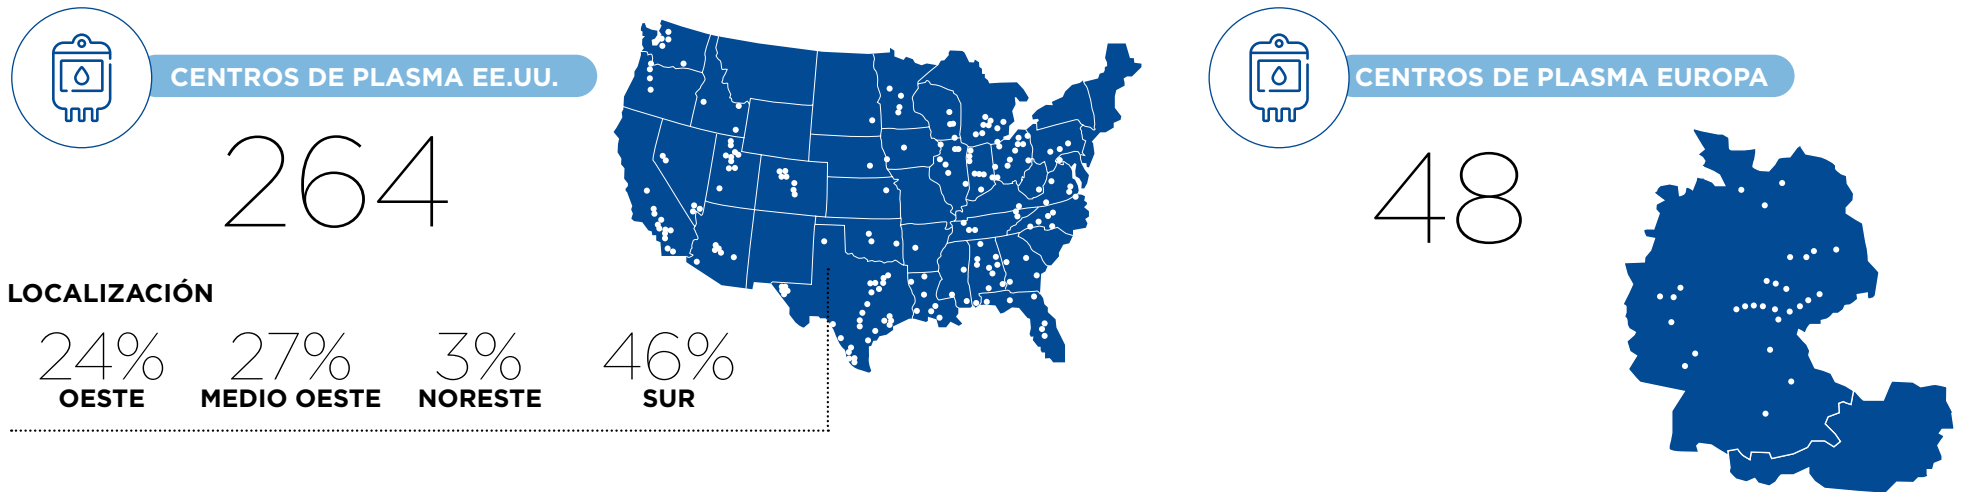 CENTROS DE PLASMA EE.UU.
264
LOCALIZACIÓN
24%
OESTE
27%
MEDIO OESTE
3%
NORESTE
46%
SUR
CENTROS DE PLASMA EUROPA
48